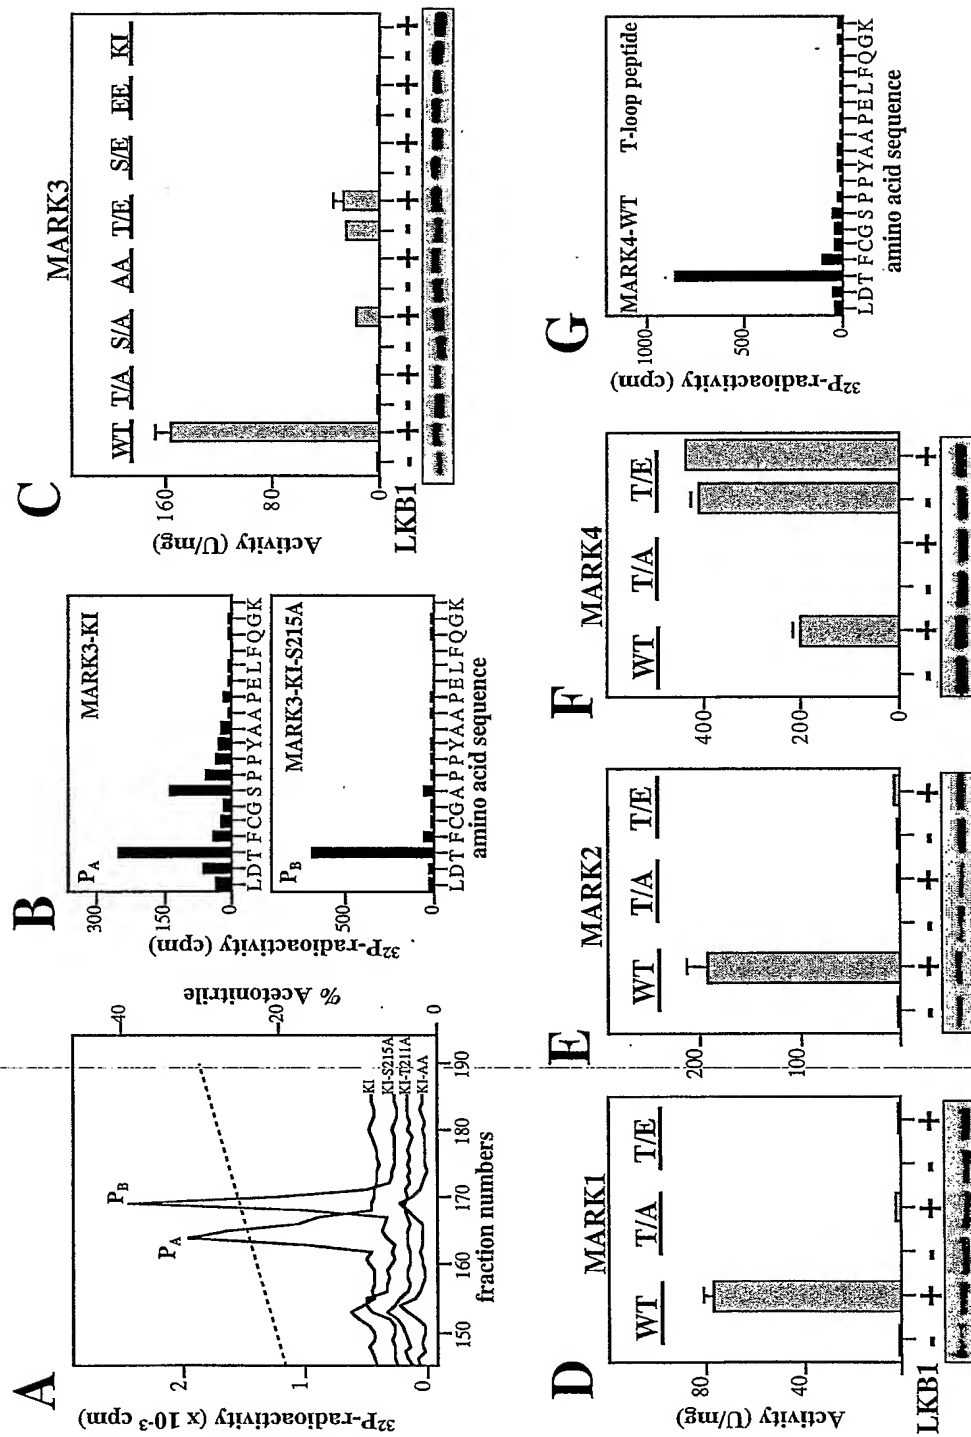 A
2
1
0
³²P-radioactivity (x 10⁻³ cpm)
40
20
0
% Acetonitrile
P_A
P_B
KI
KI-S215A
KI-T211A
KI-AA
150 160 170 180 190
fraction numbers
B
300
150
0
³²P-radioactivity (cpm)
P_A
MARK3-KI
LDTFCGSPPYAAPELFQGK
500
0
P_B
MARK3-KI-S215A
LDTFCGAPPYAAPELFQGK
amino acid sequence
C
MARK3
160
80
0
Activity (U/mg)
WT T/A S/A AA T/E S/E EE KI
LKB1 - + - + - + - + - + - + - + - +
D
MARK1
80
40
0
Activity (U/mg)
WT T/A T/E
LKB1 - + - + - +
E
MARK2
200
100
WT T/A T/E
- + - + - +
F
MARK4
400
200
0
WT T/A T/E
- + - + - +
G
1000
500
0
³²P-radioactivity (cpm)
MARK4-WT T-loop peptide
LDTFCGSPPYAAPELFQGK
amino acid sequence